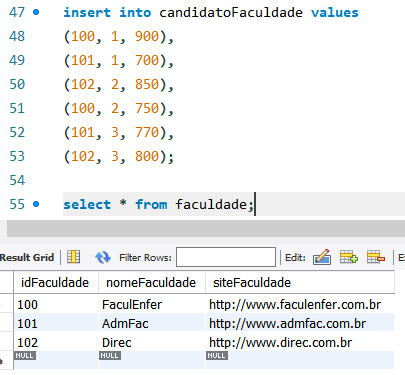 47 insert into candidatoFaculdade values
48 (100, 1, 900),
49 (101, 1, 700),
50 (102, 2, 850),
51 (100, 2, 750),
52 (101, 3, 770),
53 (102, 3, 800);
54
55 select * from faculdade;
Result Grid Filter Rows: Edit:
idFaculdade nomeFaculdade siteFaculdade
100 FaculEnfer http://www.faculenfer.com.br
101 AdmFac http://www.admfac.com.br
102 Direc http://www.direc.com.br
NULL NULL NULL